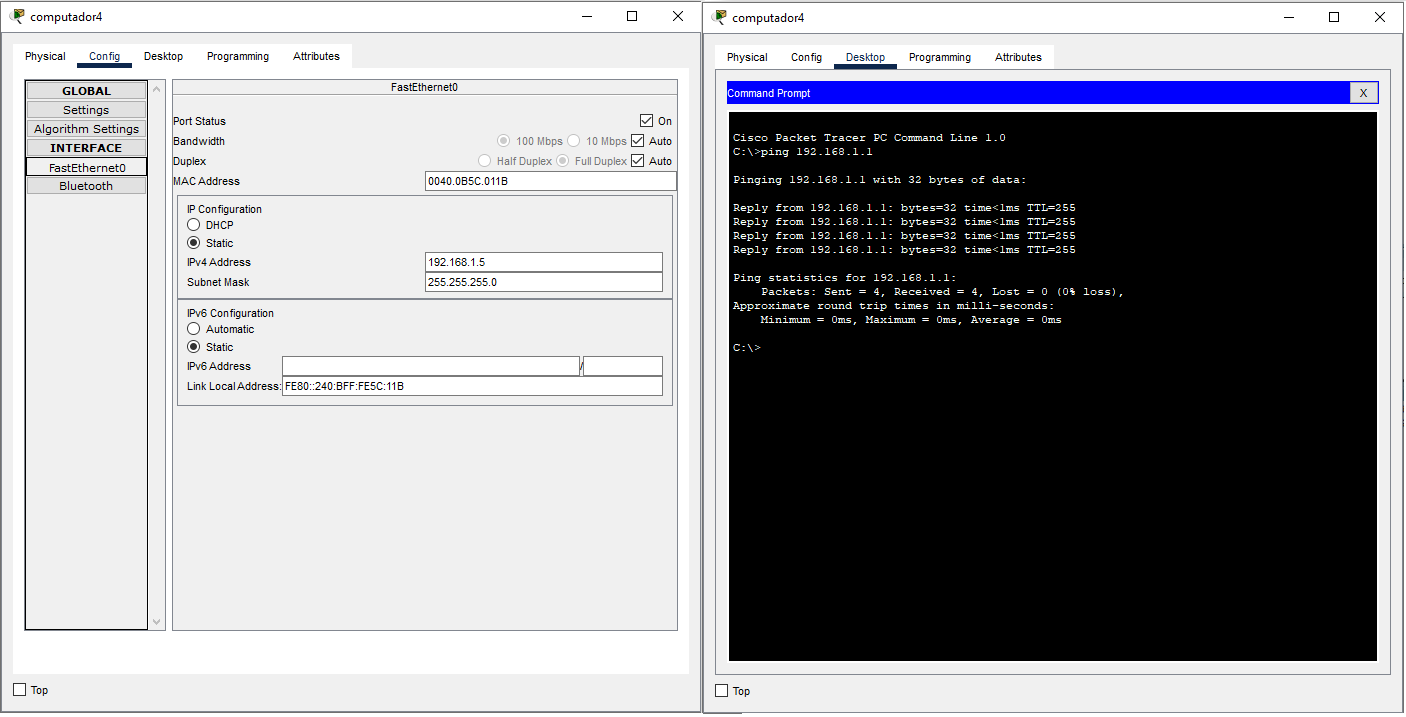 computador4
Physical Config Desktop Programming Attributes
GLOBAL
Settings
Algorithm Settings
INTERFACE
FastEthernet0
Bluetooth
FastEthernet0
Port Status On
Bandwidth 100 Mbps 10 Mbps Auto
Duplex Half Duplex Full Duplex Auto
MAC Address 0040.0B5C.011B
IP Configuration
DHCP
Static
IPv4 Address 192.168.1.5
Subnet Mask 255.255.255.0
IPv6 Configuration
Automatic
Static
IPv6 Address /
Link Local Address: FE80::240:BFF:FE5C:11B
Top
computador4
Physical Config Desktop Programming Attributes
Command Prompt X
Cisco Packet Tracer PC Command Line 1.0
C:\>ping 192.168.1.1
Pinging 192.168.1.1 with 32 bytes of data:
Reply from 192.168.1.1: bytes=32 time<1ms TTL=255
Reply from 192.168.1.1: bytes=32 time<1ms TTL=255
Reply from 192.168.1.1: bytes=32 time<1ms TTL=255
Reply from 192.168.1.1: bytes=32 time<1ms TTL=255
Ping statistics for 192.168.1.1:
Packets: Sent = 4, Received = 4, Lost = 0 (0% loss),
Approximate round trip times in milli-seconds:
Minimum = 0ms, Maximum = 0ms, Average = 0ms
C:\>
Top